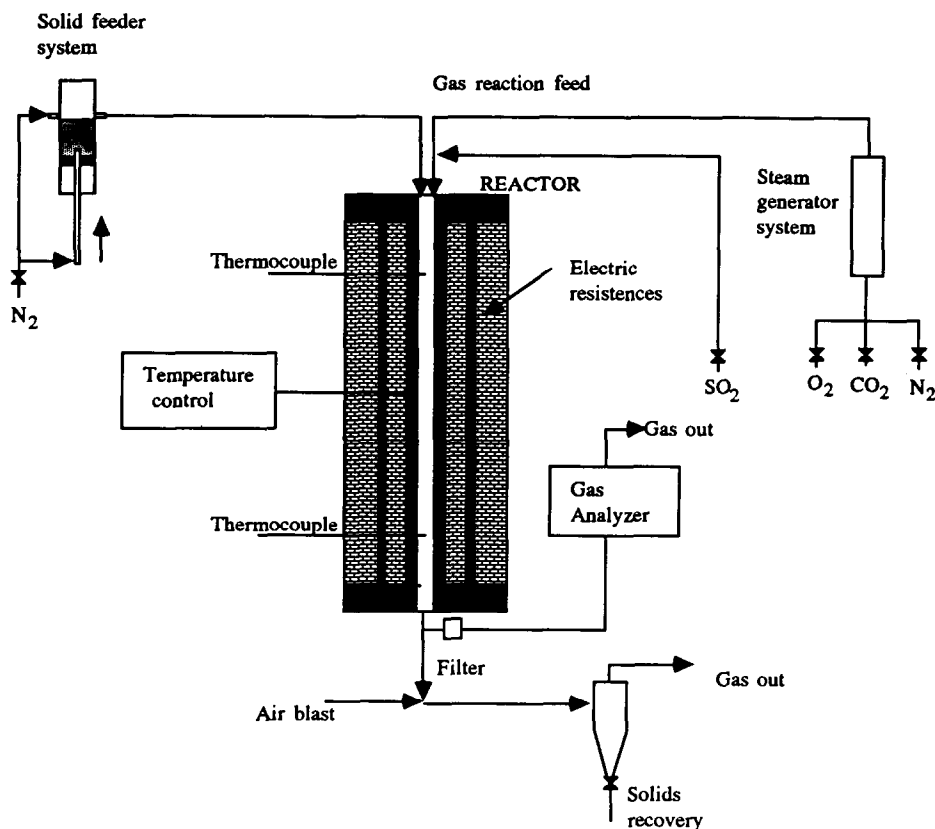 Solid feeder
system
Gas reaction feed
REACTOR
Steam
generator
system
Thermocouple
Electric
resistences
N2
Temperature
control
SO2
O2
CO2
N2
Gas out
Gas
Analyzer
Thermocouple
Filter
Gas out
Air blast
Solids
recovery